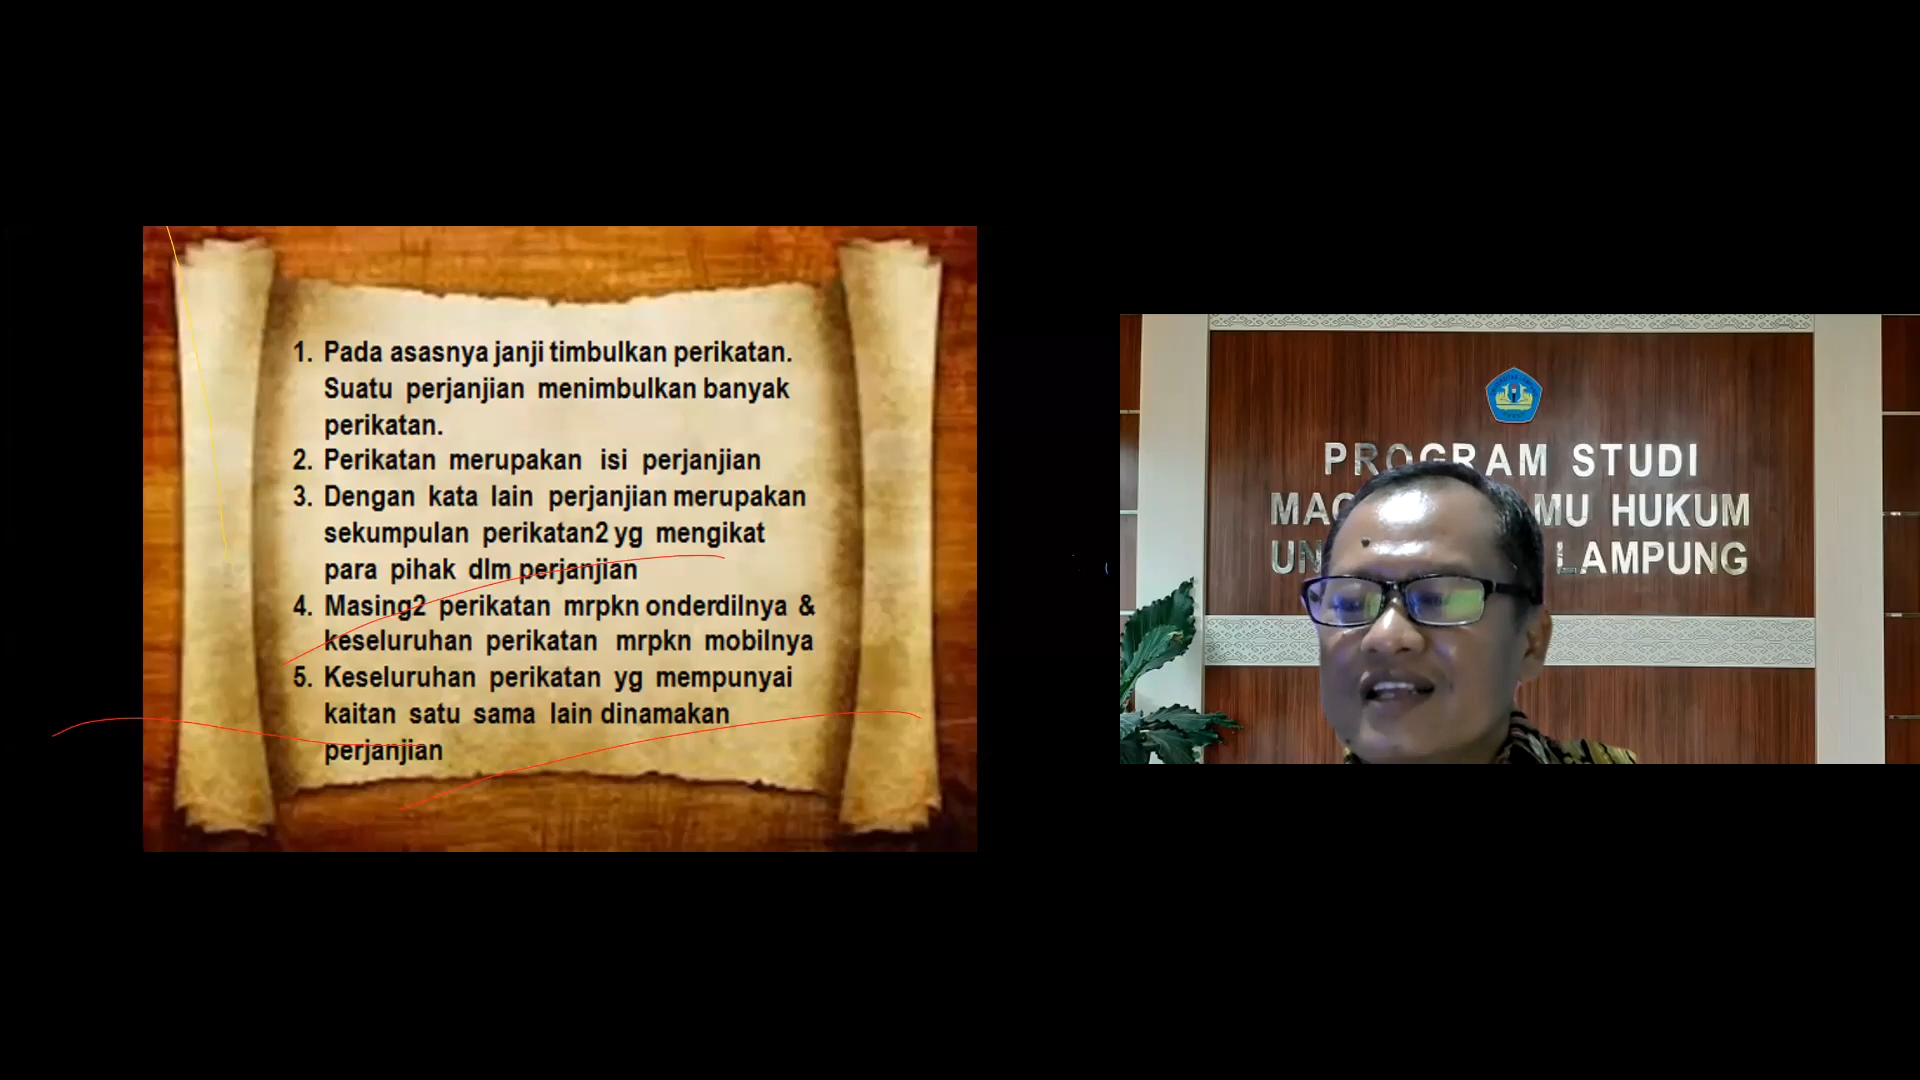 1. Pada asasnya janji timbulkan perikatan.
Suatu perjanjian menimbulkan banyak
perikatan.
2. Perikatan merupakan isi perjanjian
3. Dengan kata lain perjanjian merupakan
sekumpulan perikatan2 yg mengikat
para pihak dlm perjanjian
4. Masing2 perikatan mrpkn onderdilnya &
keseluruhan perikatan mrpkn mobilnya
5. Keseluruhan perikatan yg mempunyai
kaitan satu sama lain dinamakan
perjanjian
PROGRAM STUDI
HUKUM
LAMPUNG